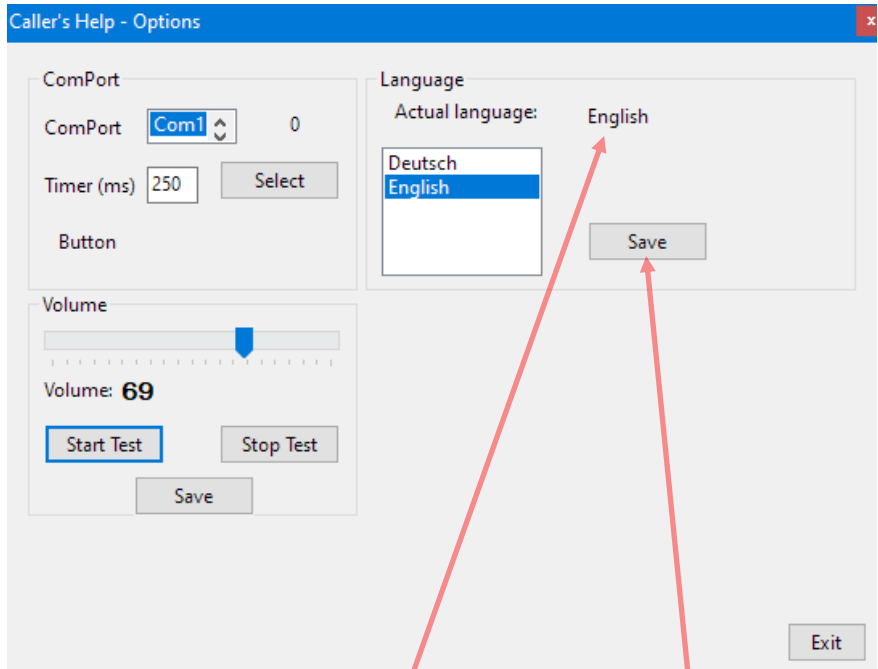 Caller's Help - Options
x
ComPort
ComPort Com1 0
Timer (ms) 250 Select
Button
Language
Actual language: English
Deutsch
English
Save
Volume
Volume: 69
Start Test Stop Test
Save
Exit